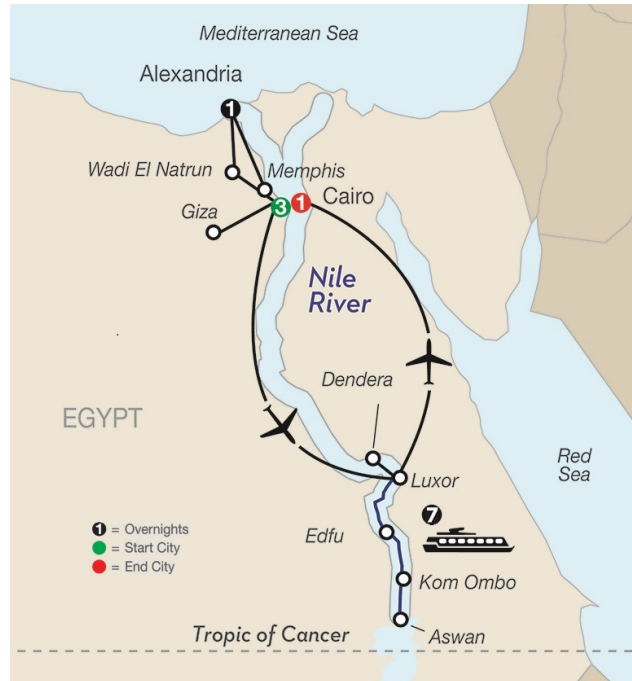 Mediterranean Sea
Alexandria
1
Wadi El Natrun
Memphis
Giza
3
1
Cairo
Nile
River
Dendera
EGYPT
Red
Sea
Luxor
7
1 = Overnights
= Start City
= End City
Edfu
Kom Ombo
Aswan
Tropic of Cancer